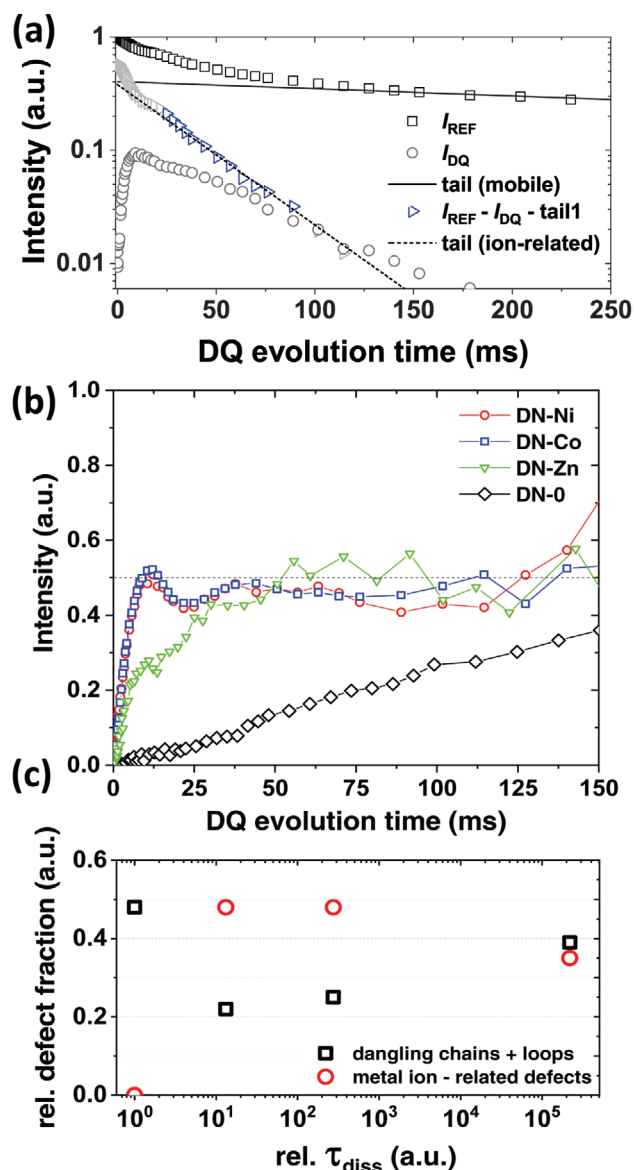 (a)
Intensity (a.u.)
1
0.1
0.01
I_REF
I_DQ
tail (mobile)
I_REF - I_DQ - tail1
tail (ion-related)
0 50 100 150 200 250
DQ evolution time (ms)
(b)
Intensity (a.u.)
1.0
0.8
0.6
0.4
0.2
0.0
DN-Ni
DN-Co
DN-Zn
DN-0
0 25 50 75 100 125 150
DQ evolution time (ms)
(c)
rel. defect fraction (a.u.)
0.6
0.4
0.2
0.0
dangling chains + loops
metal ion - related defects
10^0 10^1 10^2 10^3 10^4 10^5
rel. τ_diss (a.u.)